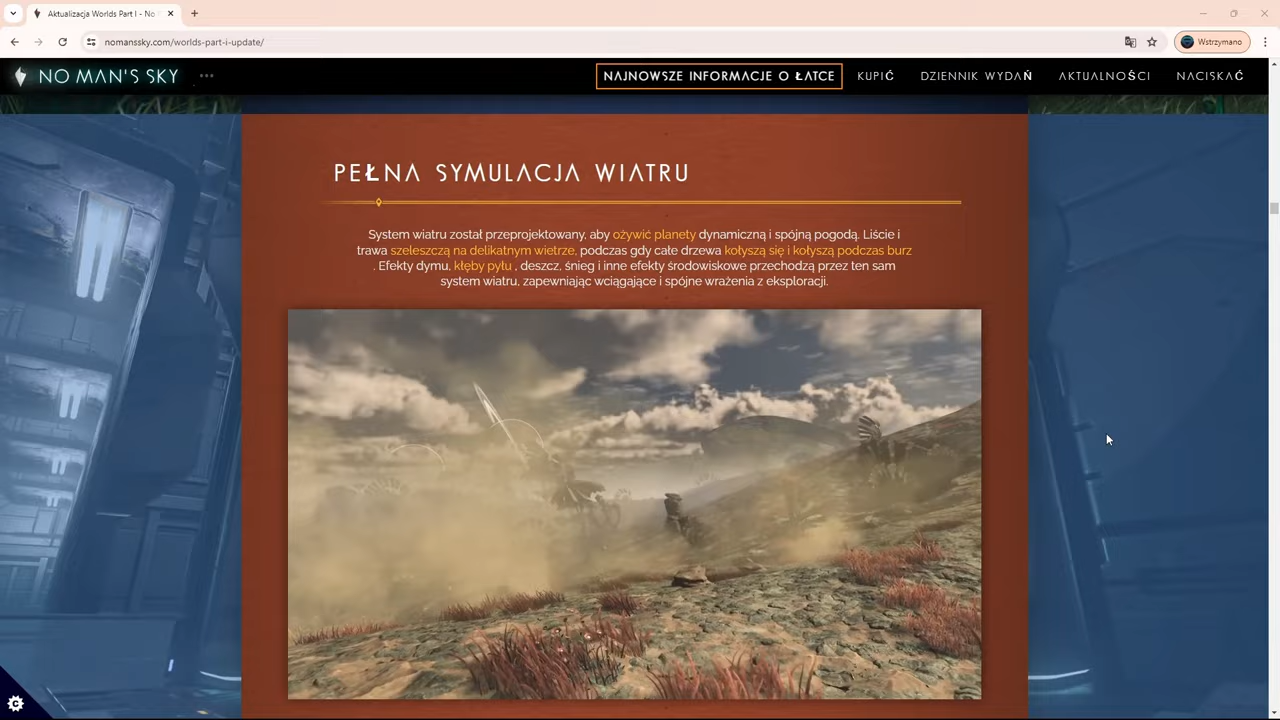 Aktualizacja Worlds Part I - No
nomanssky.com/worlds-part-i-update/
Wstrzymano
NO MAN'S SKY
NAJNOWSZE INFORMACJE O ŁATCE
KUPIĆ
DZIENNIK WYDAŃ
AKTUALNOŚCI
NACISKAĆ
PEŁNA SYMULACJA WIATRU
System wiatru został przeprojektowany, aby ożywić planety dynamiczną i spójną pogodą. Liście i
trawa szeleszczą na delikatnym wietrze, podczas gdy całe drzewa kołyszą się i kołyszą podczas burz
. Efekty dymu, kłęby pyłu , deszcz, śnieg i inne efekty środowiskowe przechodzą przez ten sam
system wiatru, zapewniając wciągające i spójne wrażenia z eksploracji.